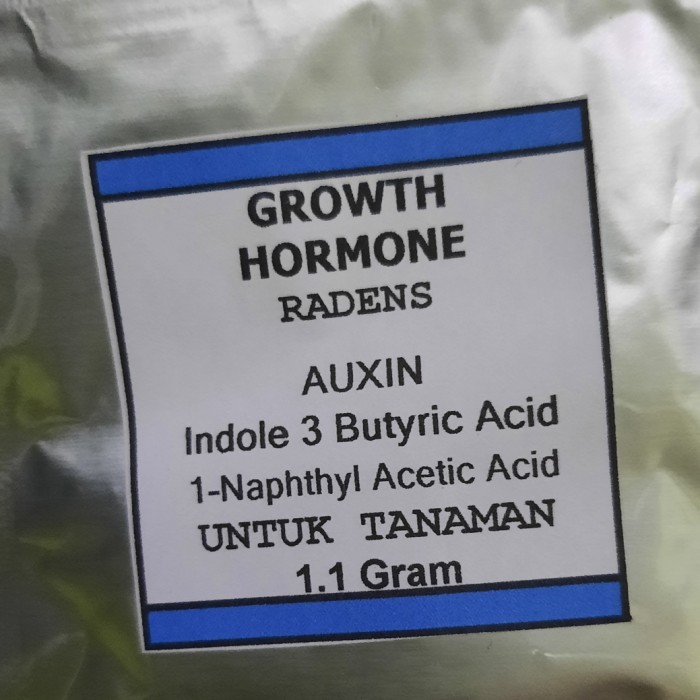 GROWTH
HORMONE
RADENS
AUXIN
Indole 3 Butyric Acid
1-Naphthyl Acetic Acid
UNTUK TANAMAN
1.1 Gram